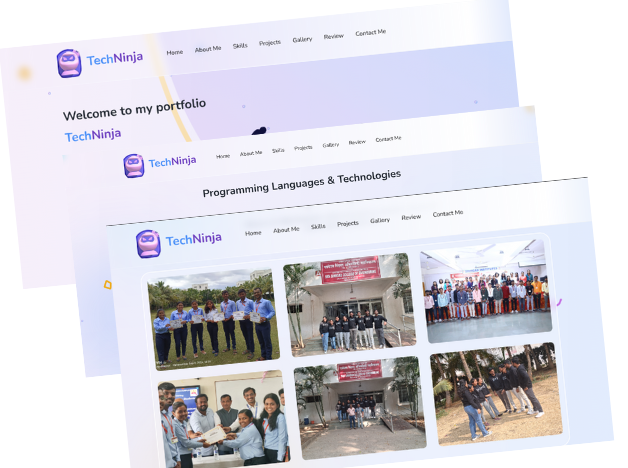 TechNinja Home About Me Skills Projects Gallery Review Contact Me
Welcome to my portfolio
TechNinja
TechNinja Home About Me Skills Projects Gallery Review Contact Me
Programming Languages & Technologies
TechNinja Home About Me Skills Projects Gallery Review Contact Me